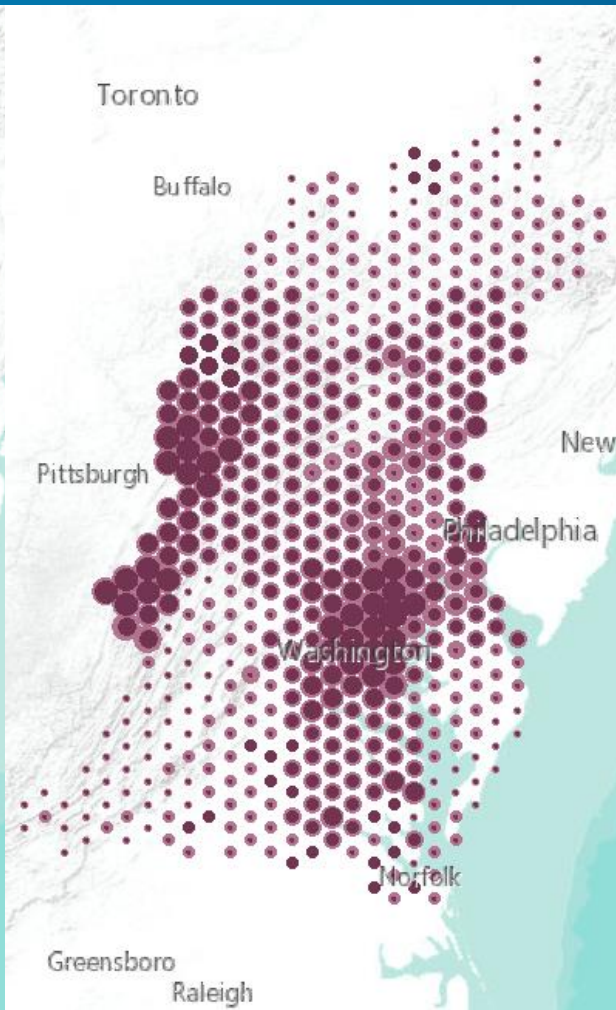 Toronto
Buffalo
New
Pittsburgh
Philadelphia
Washington
Norfolk
Greensboro
Raleigh